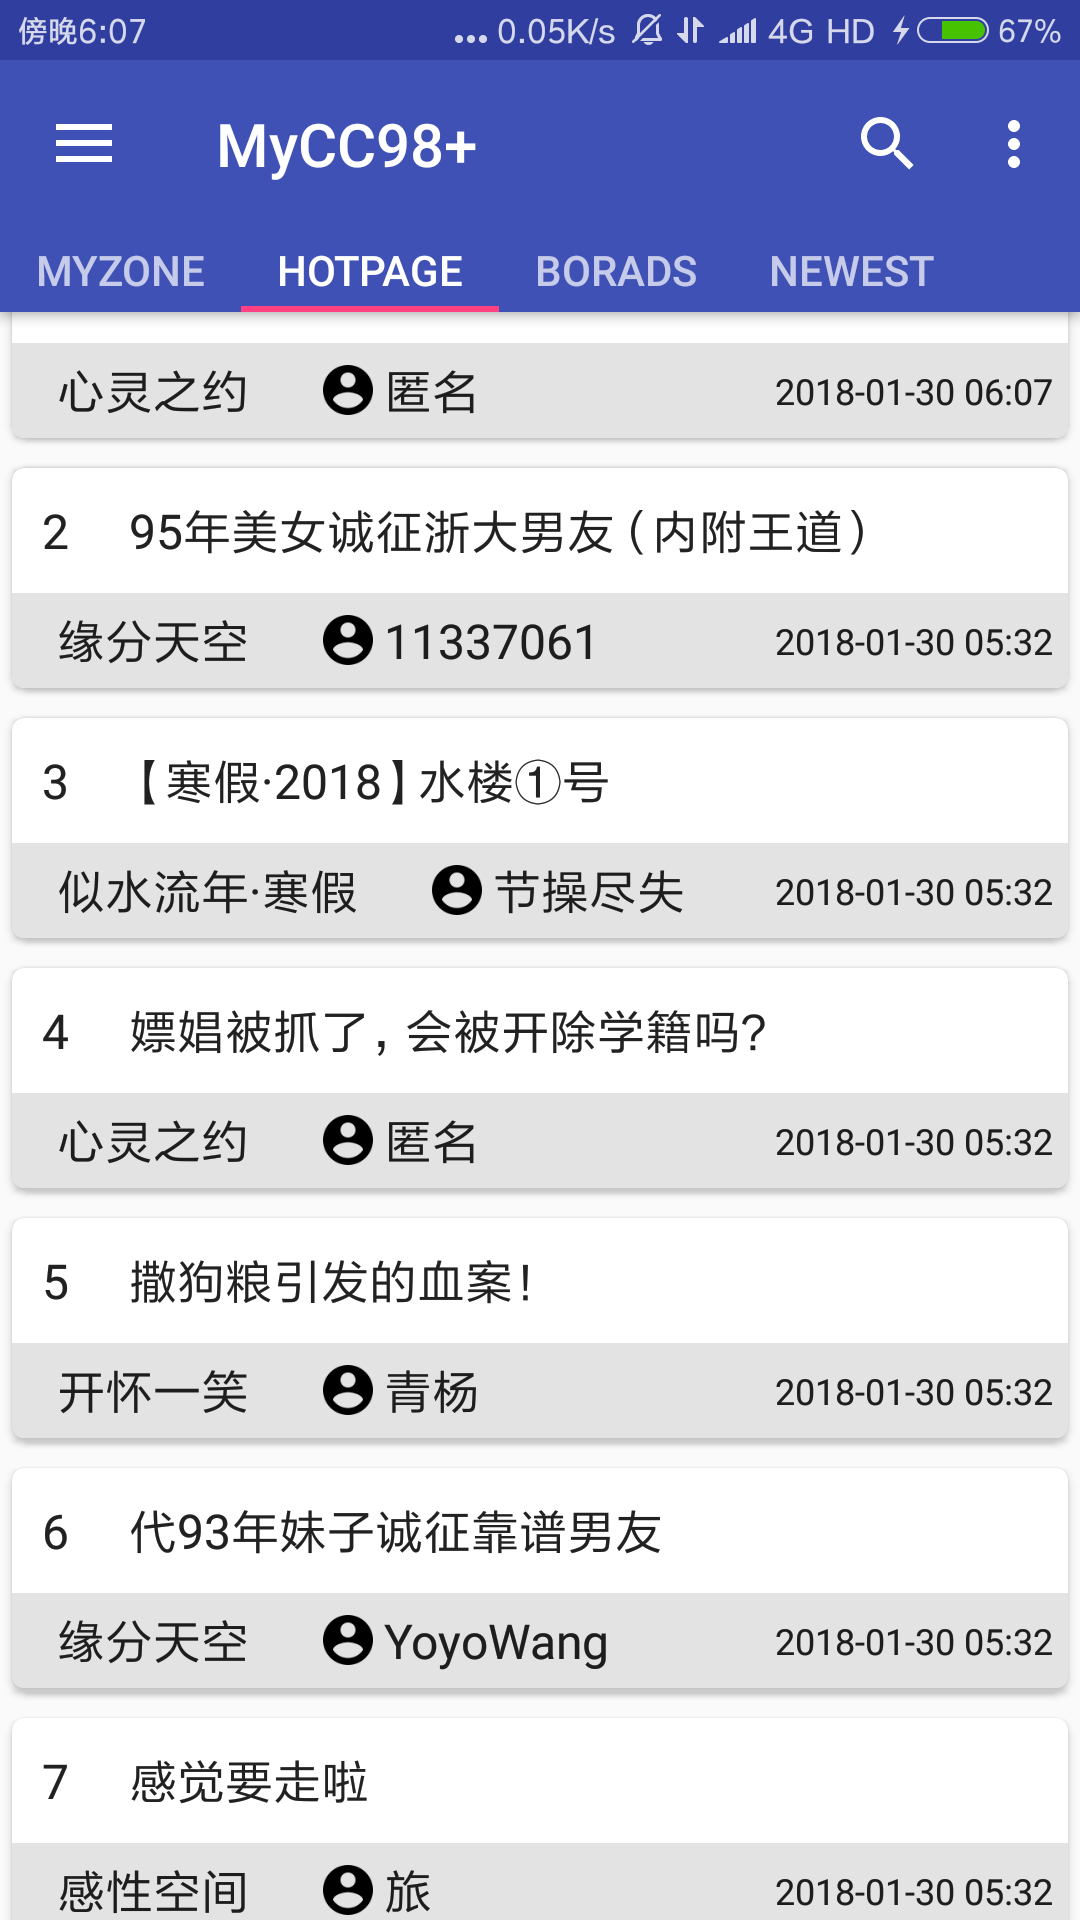 傍晚6:07 ... 0.05K/s 4G HD 67%
MyCC98+
MYZONE HOTPAGE BORADS NEWEST
心灵之约 匿名 2018-01-30 06:07
2 95年美女诚征浙大男友（内附王道）
缘分天空 11337061 2018-01-30 05:32
3 【寒假·2018】水楼①号
似水流年·寒假 节操尽失 2018-01-30 05:32
4 嫖娼被抓了，会被开除学籍吗？
心灵之约 匿名 2018-01-30 05:32
5 撒狗粮引发的血案！
开怀一笑 青杨 2018-01-30 05:32
6 代93年妹子诚征靠谱男友
缘分天空 YoyoWang 2018-01-30 05:32
7 感觉要走啦
感性空间 旅 2018-01-30 05:32